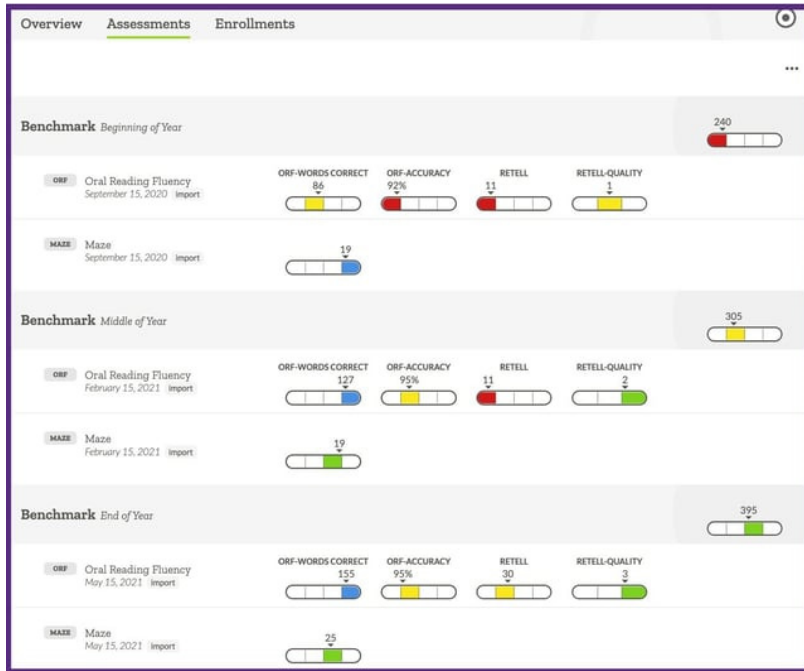 Overview Assessments Enrollments
...
Benchmark Beginning of Year 240
ORF-WORDS CORRECT ORF-ACCURACY RETELL RETELL-QUALITY
ORF Oral Reading Fluency 86 92% 11 1
September 15, 2020 Import
MAZE Maze 19
September 15, 2020 Import
Benchmark Middle of Year 305
ORF-WORDS CORRECT ORF-ACCURACY RETELL RETELL-QUALITY
ORF Oral Reading Fluency 127 95% 11 2
February 15, 2021 Import
MAZE Maze 19
February 15, 2021 Import
Benchmark End of Year 395
ORF-WORDS CORRECT ORF-ACCURACY RETELL RETELL-QUALITY
ORF Oral Reading Fluency 155 95% 30 3
May 15, 2021 Import
MAZE Maze 25
May 15, 2021 Import